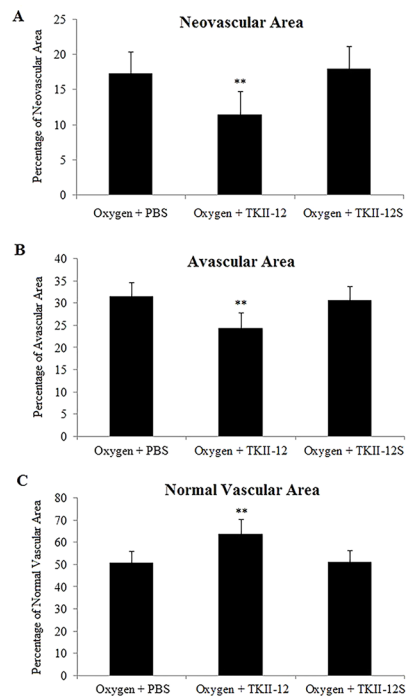 A
Neovascular Area
Percentage of Neovascular Area
25
20
15
10
5
0
**
Oxygen + PBS
Oxygen + TKII-12
Oxygen + TKII-12S
B
Avascular Area
Percentage of Avascular Area
40
35
30
25
20
15
10
5
0
**
Oxygen + PBS
Oxygen + TKII-12
Oxygen + TKII-12S
C
Normal Vascular Area
Percentage of Normal Vascular Area
80
70
60
50
40
30
20
10
0
**
Oxygen + PBS
Oxygen + TKII-12
Oxygen + TKII-12S